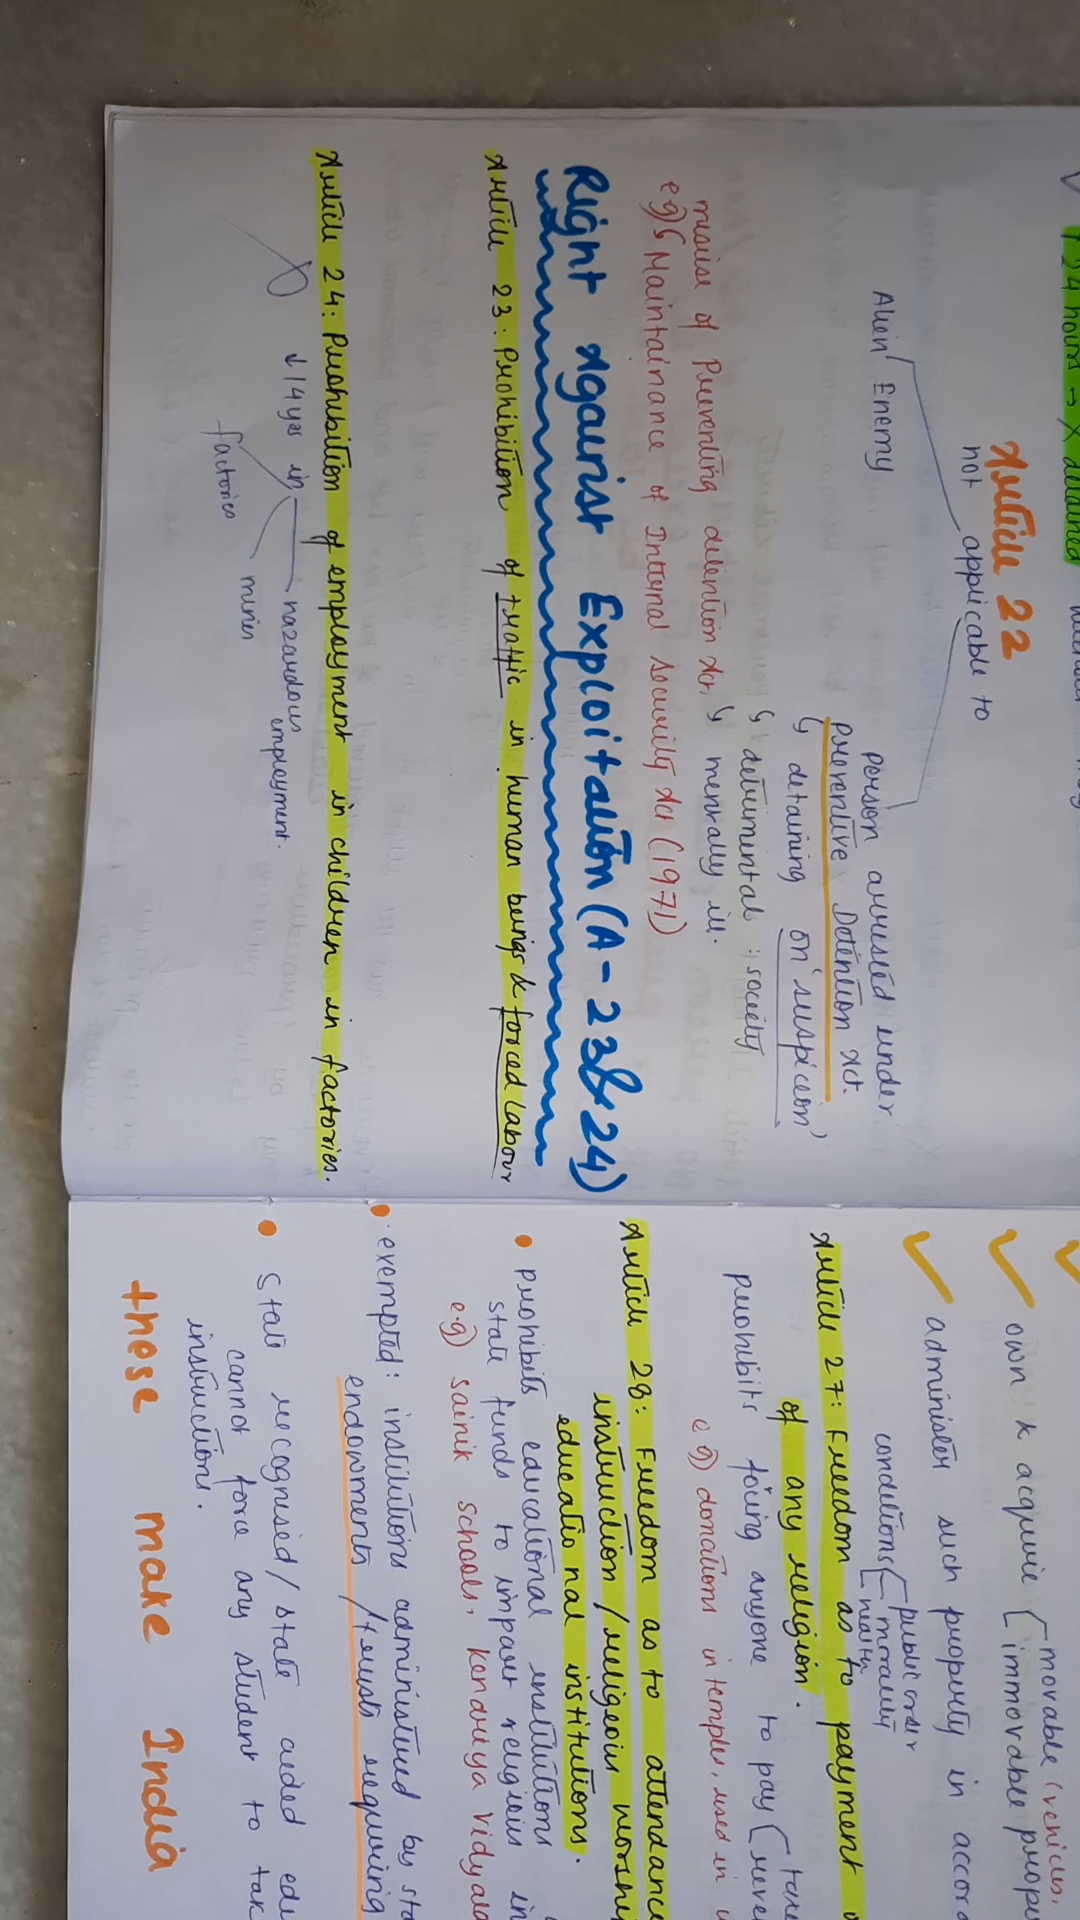 24 hours → X detained
Article 22
not applicable to
Alien Enemy
person arrested under
Preventive Detention Act.
↳ detaining on 'suspicion'
↳ detrimental : society
misuse of Preventing detention Act, ↳ mentally ill.
e.g) ↳ Maintainance of Internal Security Act (1971)
Right Against Exploitation (A-23 & 24)
Article 23: Prohibition of traffic in human beings & forced labour
Article 24: Prohibition of employment in children in factories.
↓ 14 yrs in
hazardous employment.
mines
factories
✓
✓ own & acquire movable (vehicles,
immovable prope
✓ administer such property in accor
conditions public order
morality
health
Article 27: Freedom as to payment
of any religion.
prohibits focing anyone to pay
e.g) donations in temples, used in
Article 28: Freedom as to attendance
instruction / religeion worshi
educational institutions.
• prohibits educational institutions
state funds to impart religious in
e.g) sainik schools, kendriya vidyala
• exempted: institutions administered by sta
endowments / trusts requiring
• state recognised / state aided edu
cannot force any student to tak
instructions.
these make India